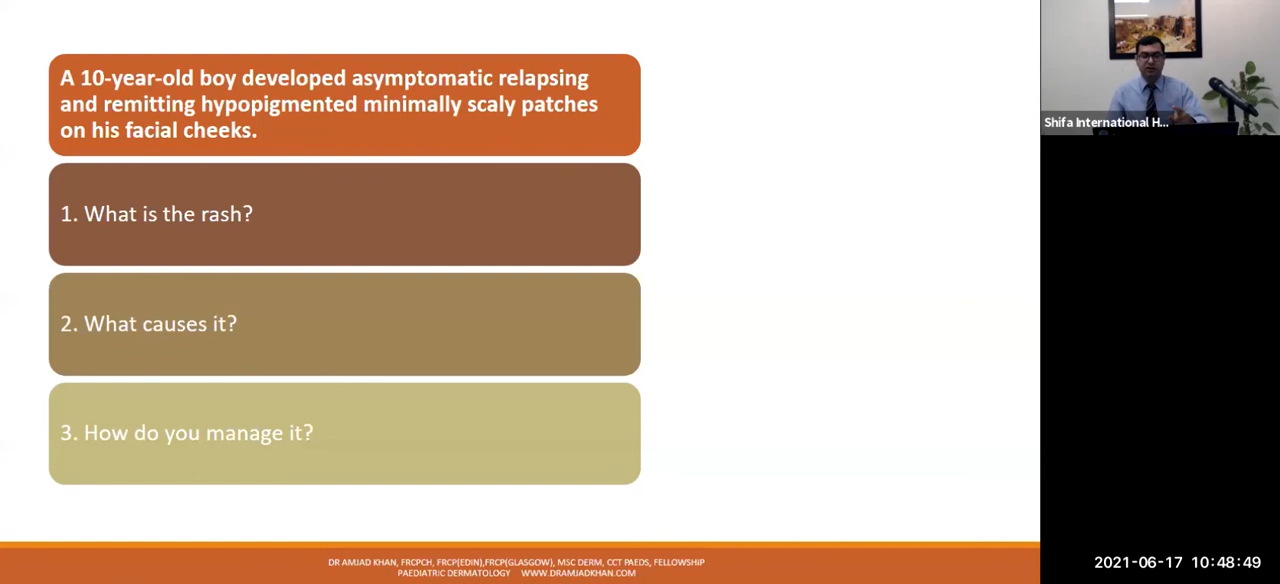 A 10-year-old boy developed asymptomatic relapsing
and remitting hypopigmented minimally scaly patches
on his facial cheeks.
1. What is the rash?
2. What causes it?
3. How do you manage it?
DR AMJAD KHAN, FRCPCH, FRCP(EDIN),FRCP(GLASGOW), MSC DERM, CCT PAEDS, FELLOWSHIP
PAEDIATRIC DERMATOLOGY WWW.DRAMJADKHAN.COM
Shifa International H...
2021-06-17 10:48:49